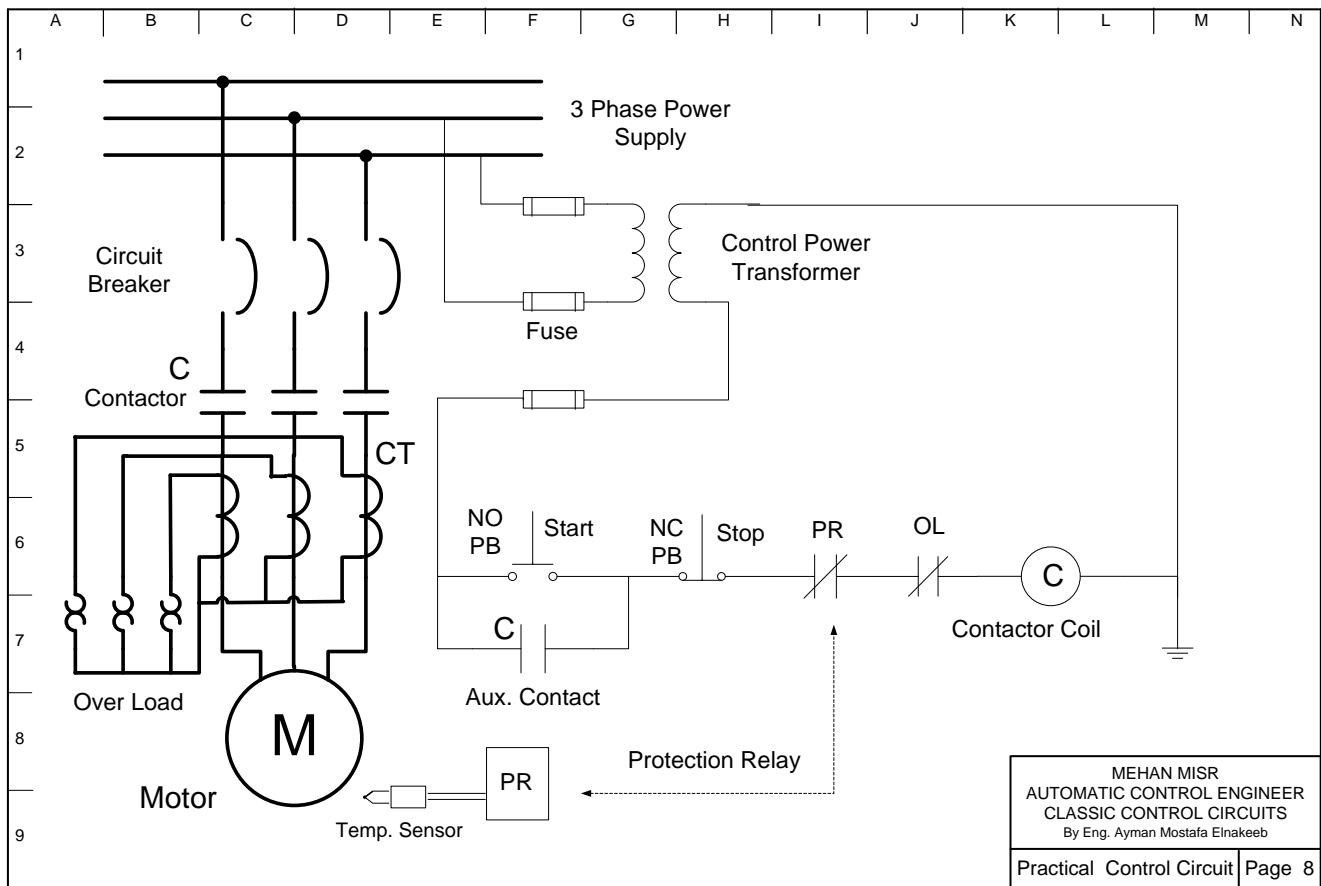 A B C D E F G H I J K L M N
1
2
3
4
5
6
7
8
9
3 Phase Power
Supply
Circuit
Breaker
Control Power
Transformer
Fuse
C
Contactor
CT
NO
PB
Start
NC
PB
Stop
PR
OL
C
Contactor Coil
C
Aux. Contact
Over Load
M
Motor
PR
Protection Relay
Temp. Sensor
MEHAN MISR
AUTOMATIC CONTROL ENGINEER
CLASSIC CONTROL CIRCUITS
By Eng. Ayman Mostafa Elnakeeb
Practical Control Circuit
Page 8